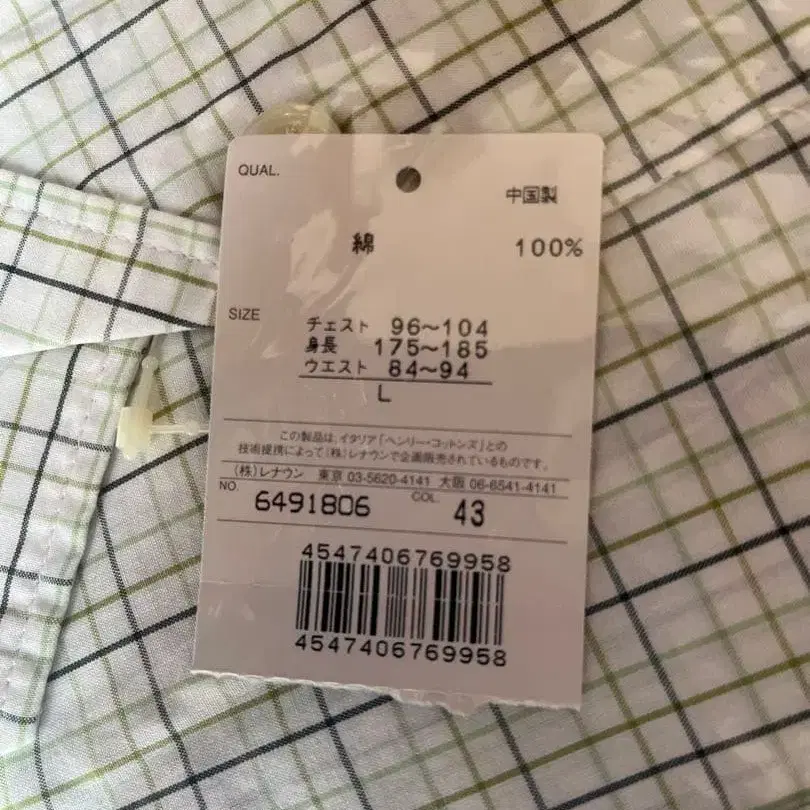 QUAL.
中国製
綿 100%
SIZE
チェスト 96～104
身長 175～185
ウエスト 84～94
L
この製品は、イタリア「ヘンリー・コットンズ」との
技術提携によって(株)レナウンで企画販売されているものです。
(株)レナウン 東京 03-5620-4141 大阪 06-6541-4141
NO. 6491806 COL. 43
4547406769958
4547406769958